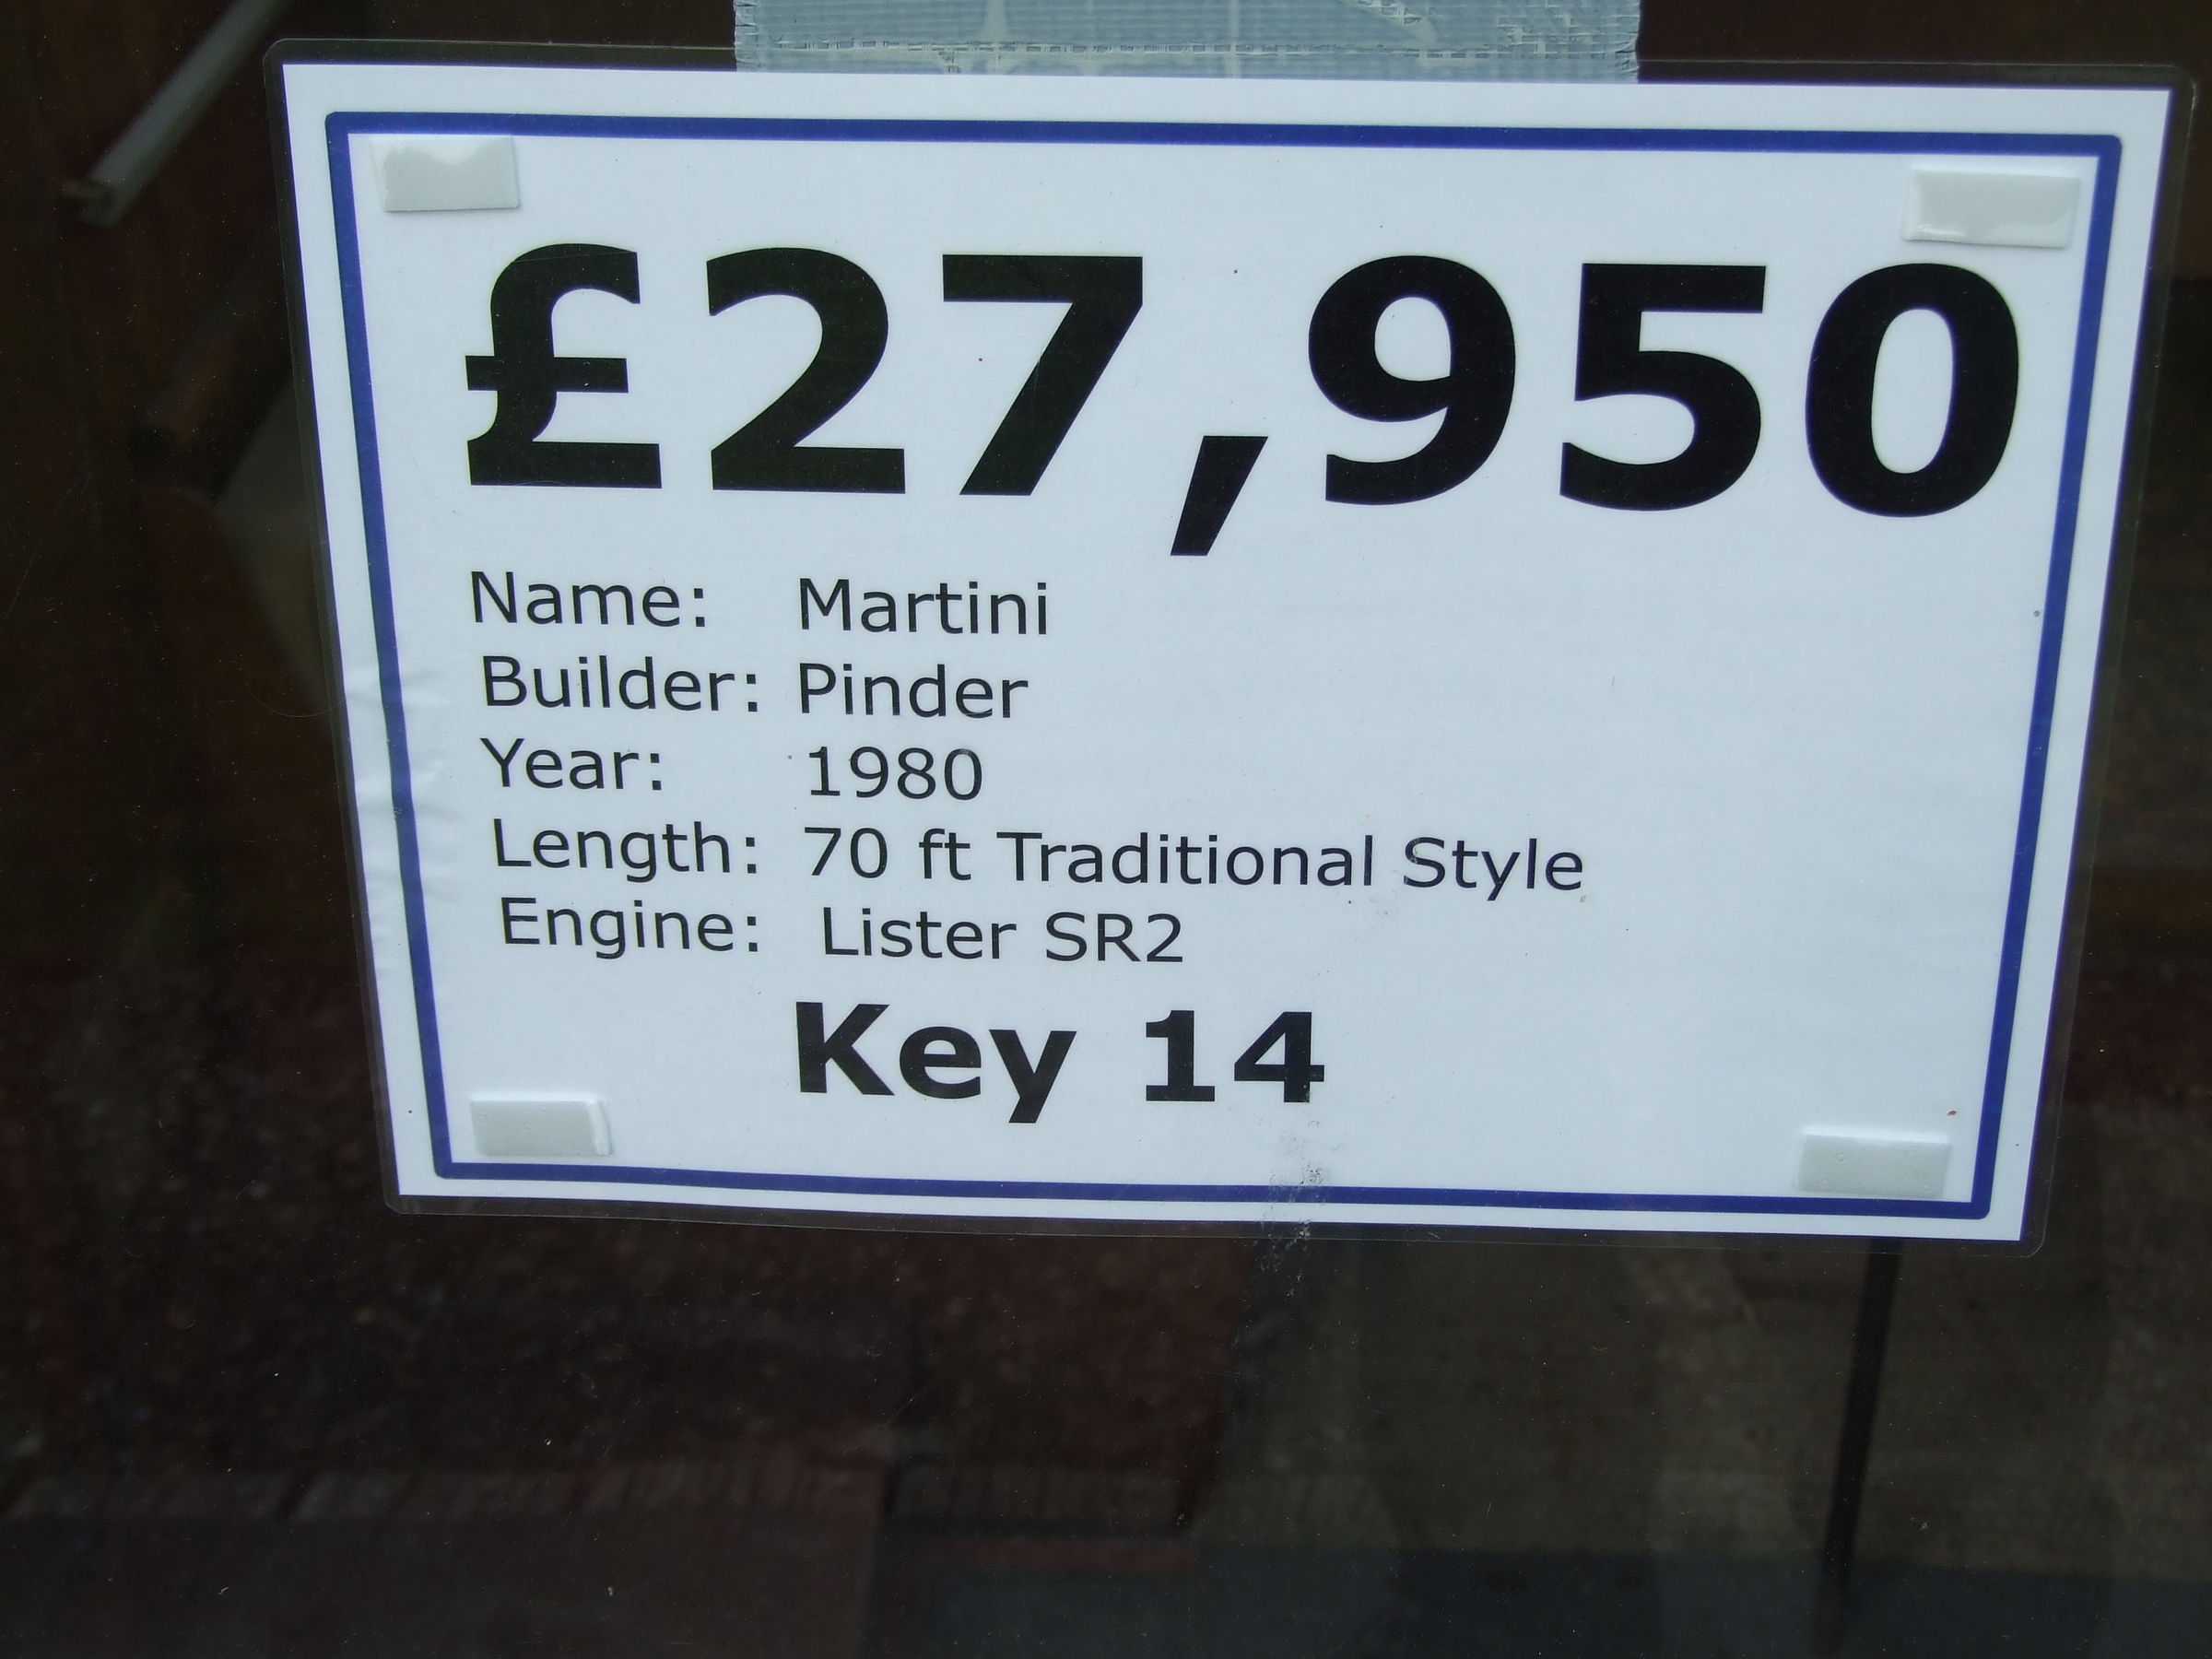 £27,950
Name: Martini
Builder: Pinder
Year: 1980
Length: 70 ft Traditional Style
Engine: Lister SR2
Key 14